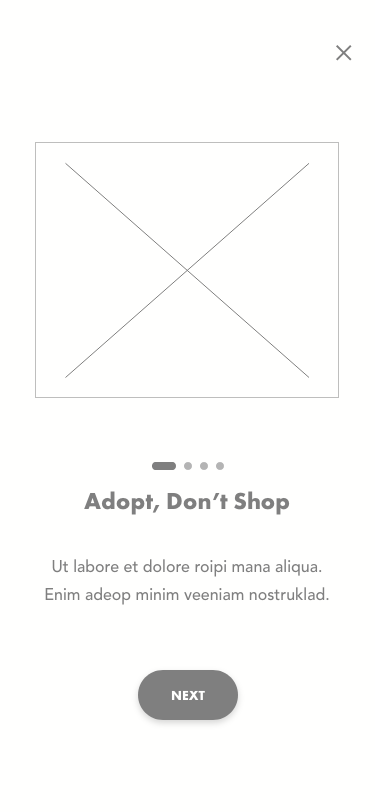 Adopt, Don’t Shop
Ut labore et dolore roipi mana aliqua.
Enim adeop minim veeniam nostruklad.
NEXT